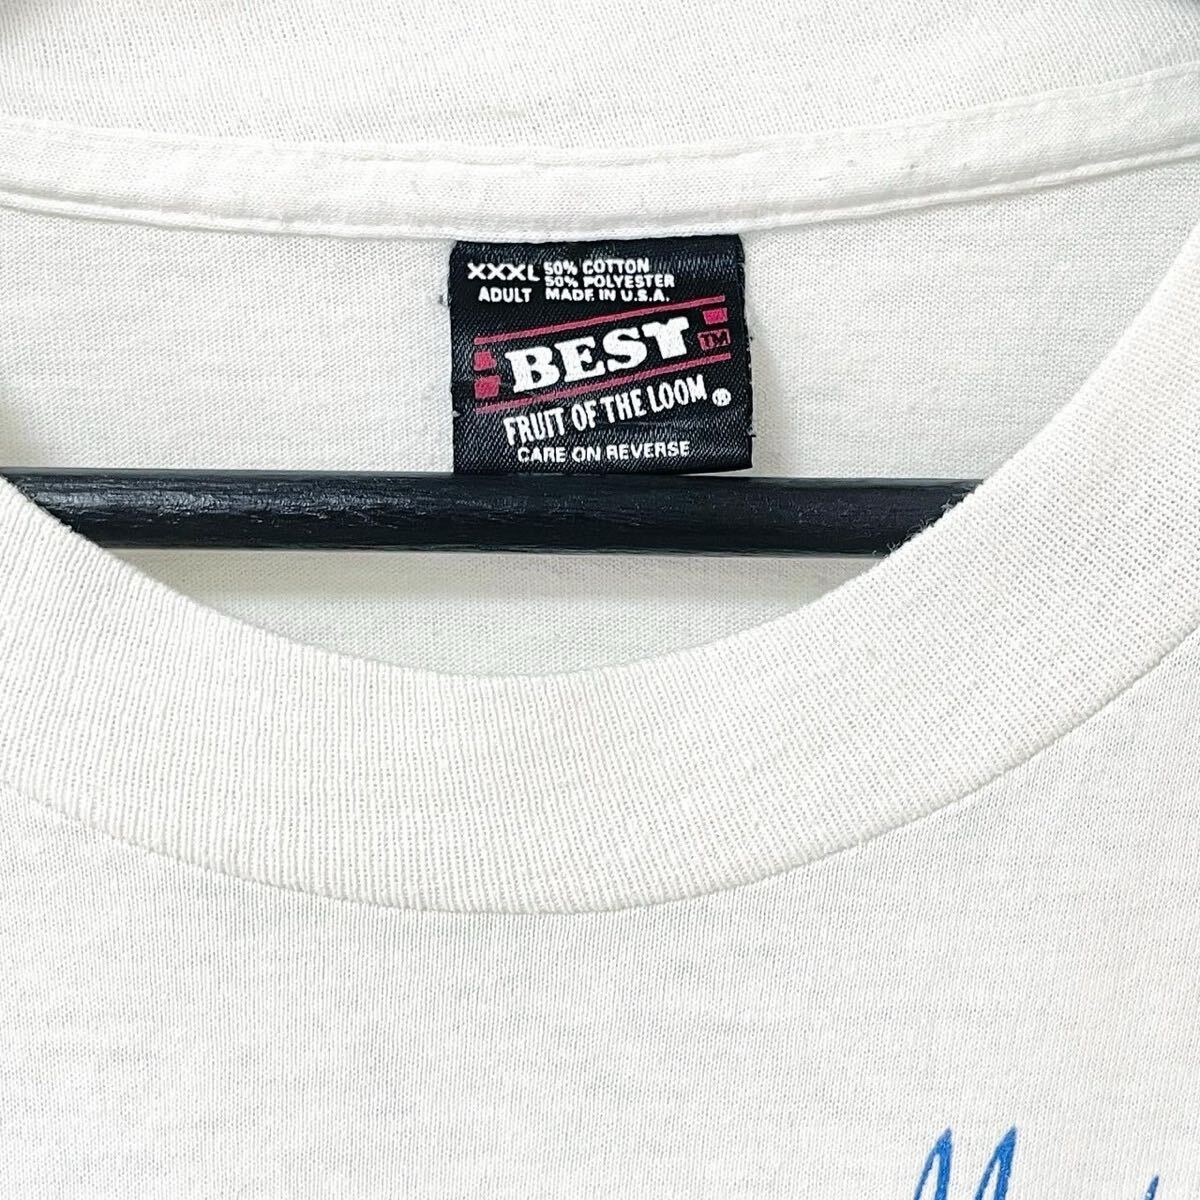 XXXL 50% COTTON
50% POLYESTER
ADULT MADE IN U.S.A.
BEST TM
FRUIT OF THE LOOM ®
CARE ON REVERSE